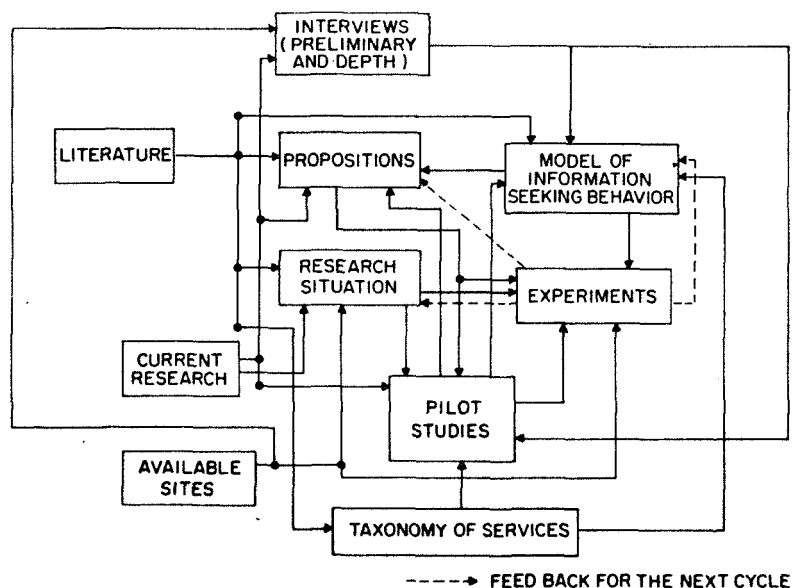 INTERVIEWS
(PRELIMINARY
AND DEPTH)
LITERATURE
PROPOSITIONS
MODEL OF
INFORMATION
SEEKING BEHAVIOR
RESEARCH
SITUATION
EXPERIMENTS
CURRENT
RESEARCH
PILOT
STUDIES
AVAILABLE
SITES
TAXONOMY OF SERVICES
FEED BACK FOR THE NEXT CYCLE